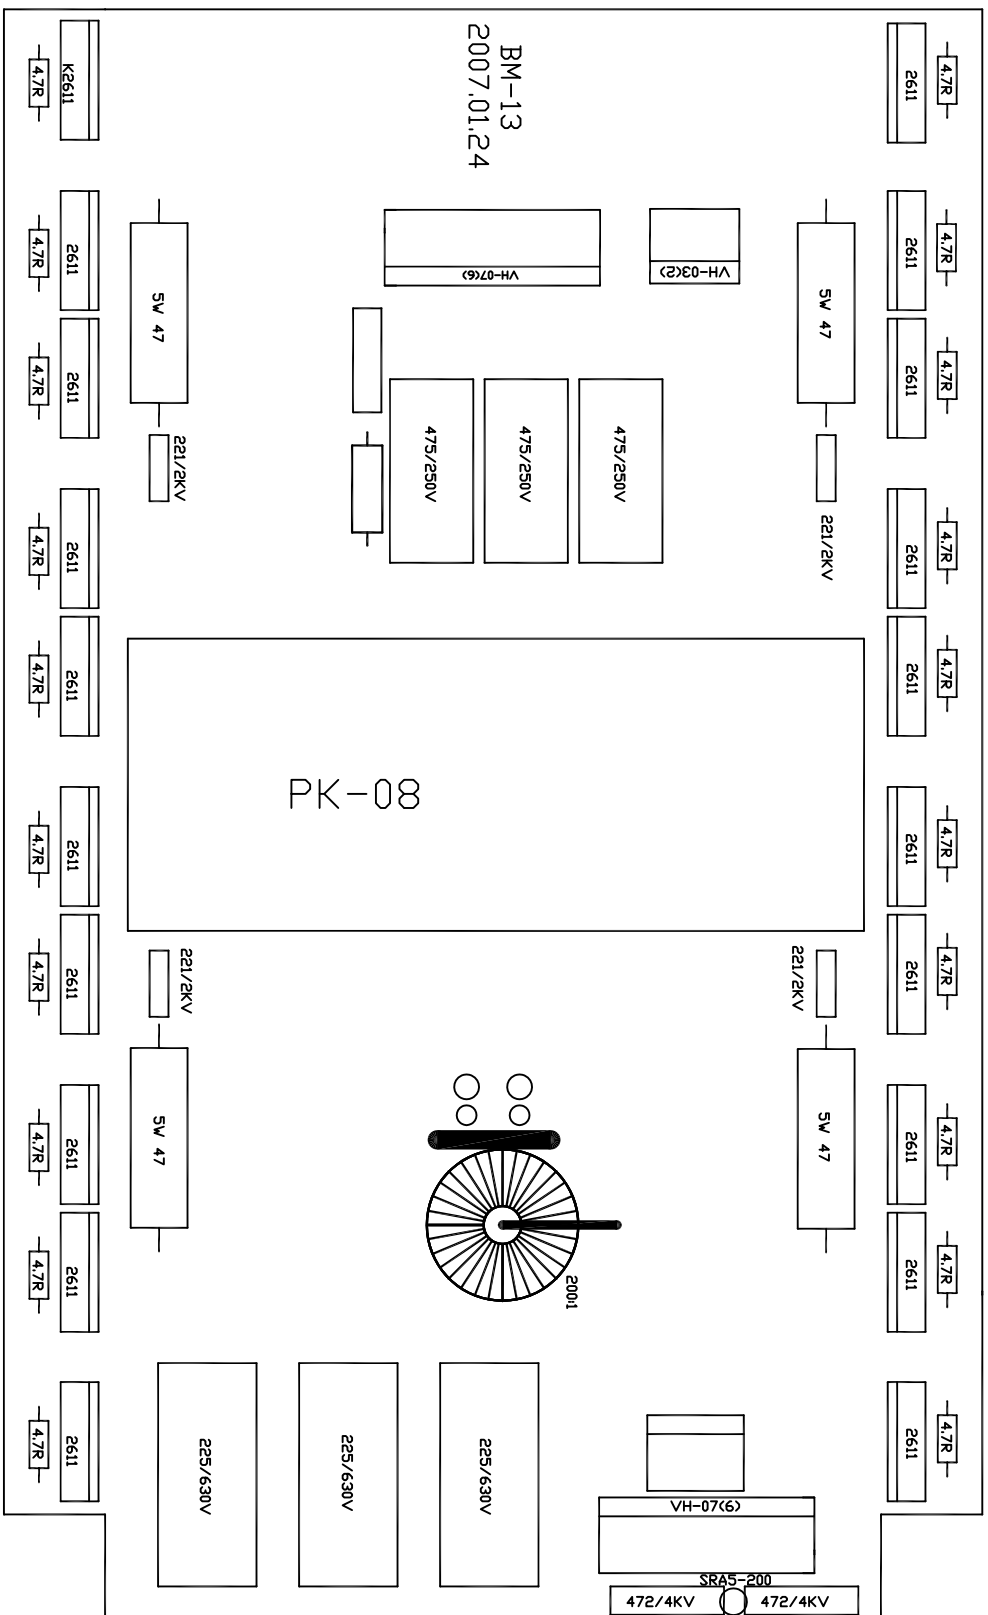 BM-13
2007.01.24
4.7R
K2611
2611
4.7R
4.7R
2611
2611
4.7R
5W 47
5W 47
VH-07(6)
VH-03(2)
4.7R
2611
2611
4.7R
221/2KV
221/2KV
475/250V
475/250V
475/250V
4.7R
2611
2611
4.7R
4.7R
2611
2611
4.7R
PK-08
4.7R
2611
2611
4.7R
4.7R
2611
2611
4.7R
221/2KV
221/2KV
5W 47
5W 47
4.7R
2611
2611
4.7R
4.7R
2611
2611
4.7R
200:1
4.7R
2611
2611
4.7R
225/630V
225/630V
225/630V
VH-07(6)
SRA5-200
472/4KV
472/4KV